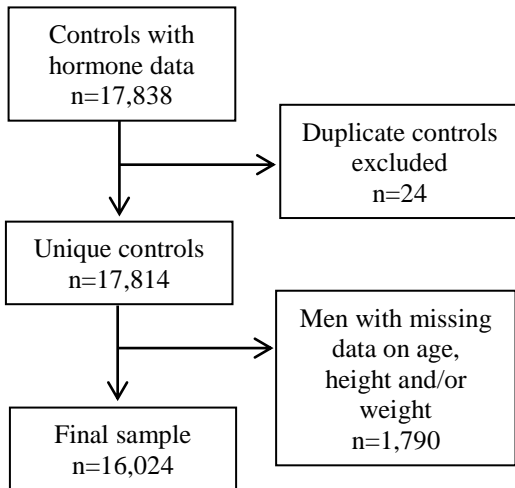 Controls with
hormone data
n=17,838
Duplicate controls
excluded
n=24
Unique controls
n=17,814
Men with missing
data on age,
height and/or
weight
n=1,790
Final sample
n=16,024